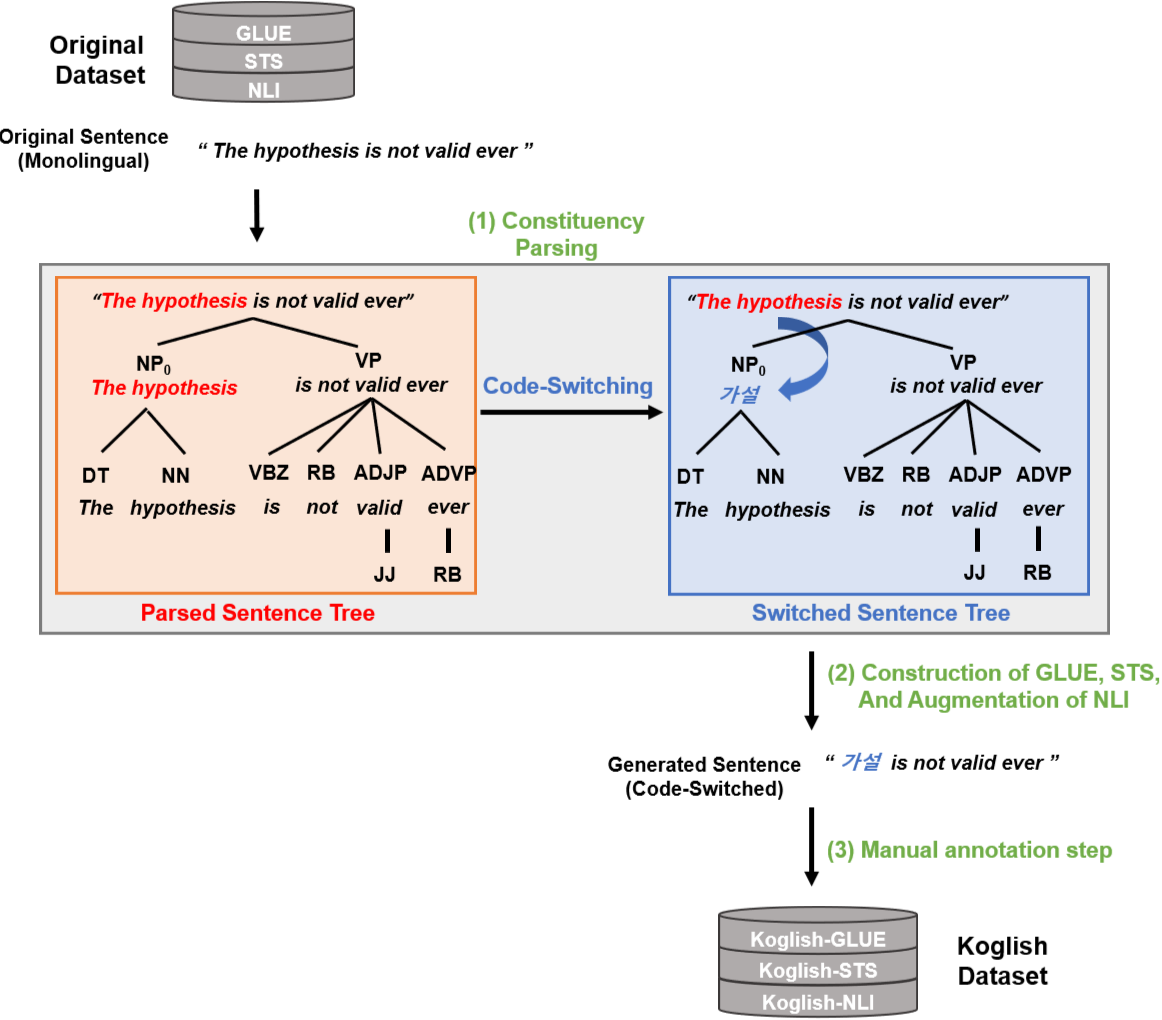 Original
Dataset
GLUE
STS
NLI
Original Sentence
(Monolingual)
“ The hypothesis is not valid ever ”
(1) Constituency
Parsing
“The hypothesis is not valid ever”
NP0
The hypothesis
VP
is not valid ever
DT NN VBZ RB ADJP ADVP
The hypothesis is not valid ever
JJ RB
Parsed Sentence Tree
Code-Switching
“The hypothesis is not valid ever”
NP0
가설
VP
is not valid ever
DT NN VBZ RB ADJP ADVP
The hypothesis is not valid ever
JJ RB
Switched Sentence Tree
(2) Construction of GLUE, STS,
And Augmentation of NLI
Generated Sentence
(Code-Switched)
“ 가설 is not valid ever ”
(3) Manual annotation step
Koglish-GLUE
Koglish-STS
Koglish-NLI
Koglish
Dataset